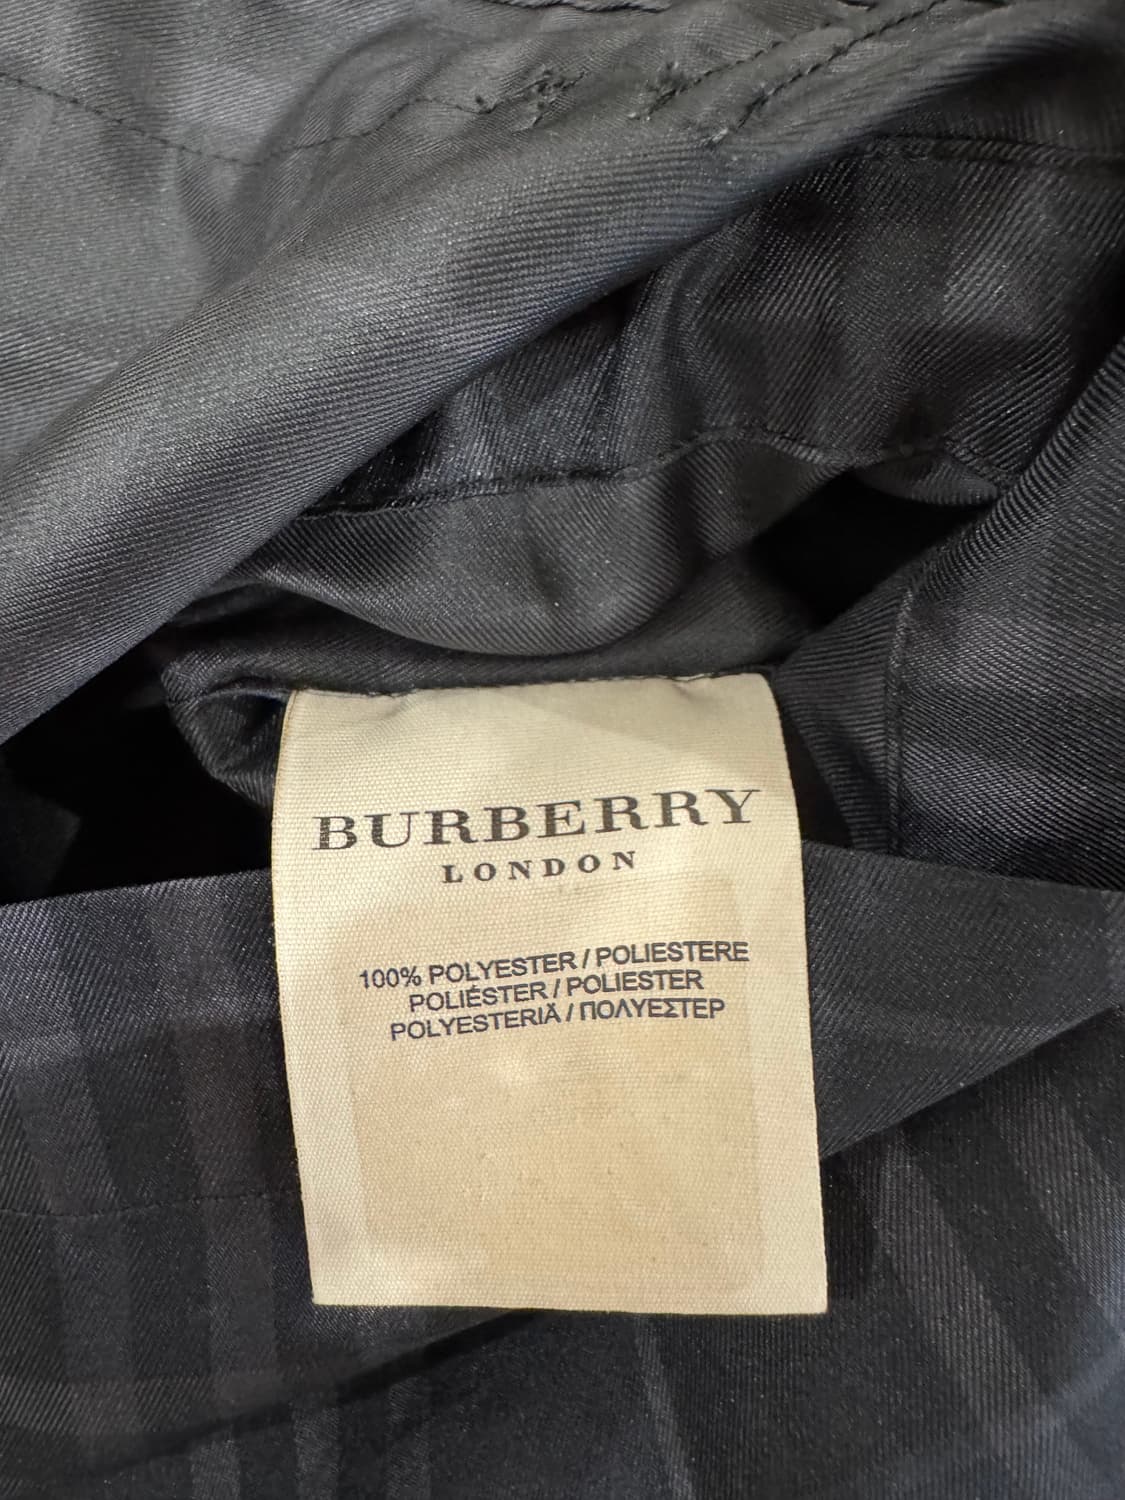 BURBERRY
LONDON
100% POLYESTER / POLIESTERE
POLIÉSTER / POLIESTER
POLYESTERIÄ / ΠΟΛΥΕΣΤΕΡ